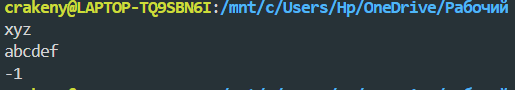 crakeny@LAPTOP-TQ9SBN6I:/mnt/c/Users/Hp/OneDrive/Рабочий
xyz
abcdef
-1